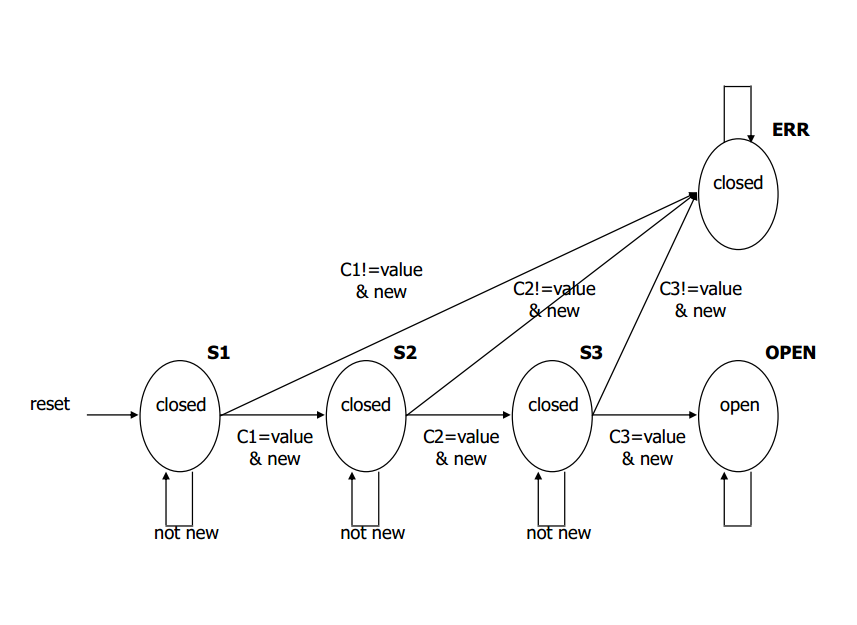 ERR
closed
C1!=value
& new
C2!=value
& new
C3!=value
& new
S1
S2
S3
OPEN
reset
closed
closed
closed
open
C1=value
& new
C2=value
& new
C3=value
& new
not new
not new
not new